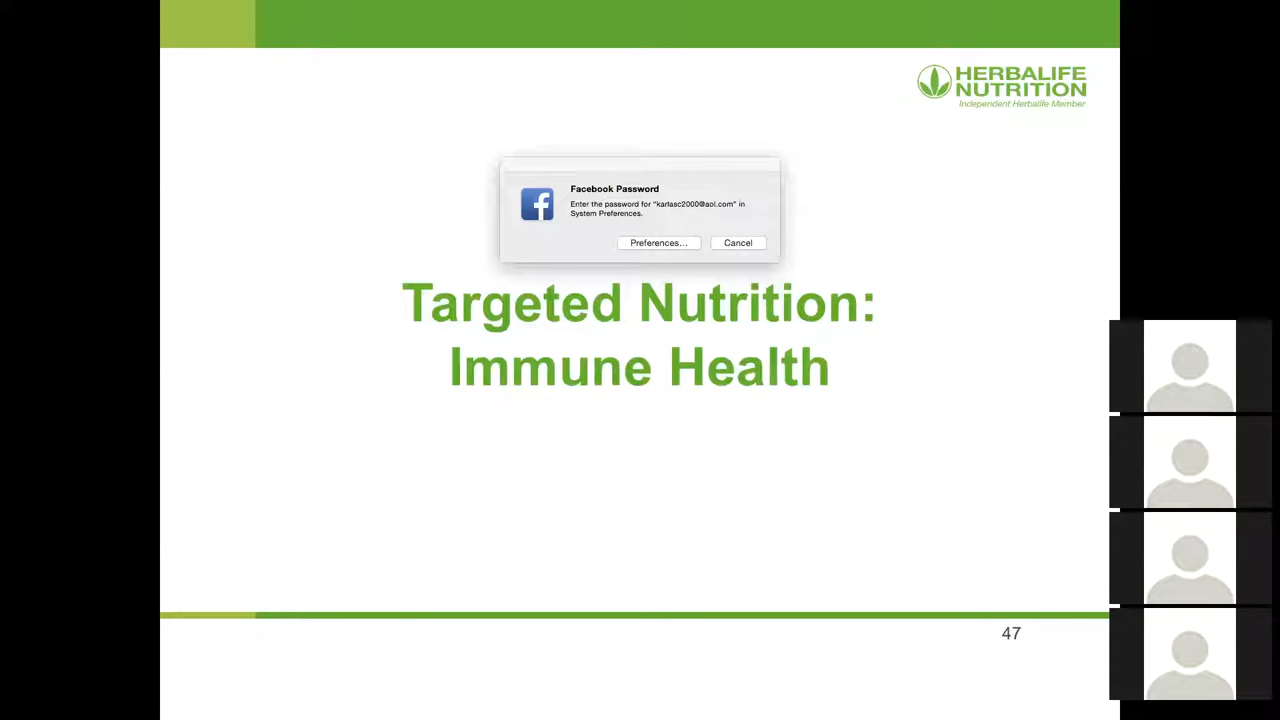 HERBALIFE
NUTRITION
Independent Herbalife Member
Facebook Password
Enter the password for "karlasc2000@aol.com" in
System Preferences.
Preferences...
Cancel
Targeted Nutrition:
Immune Health
47